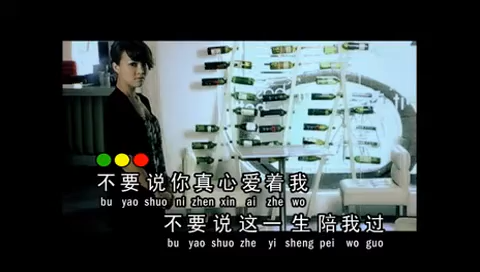 不要说你真心爱着我
bu yao shuo ni zhen xin ai zhe wo
不要说这一生陪我过
bu yao shuo zhe yi sheng pei wo guo